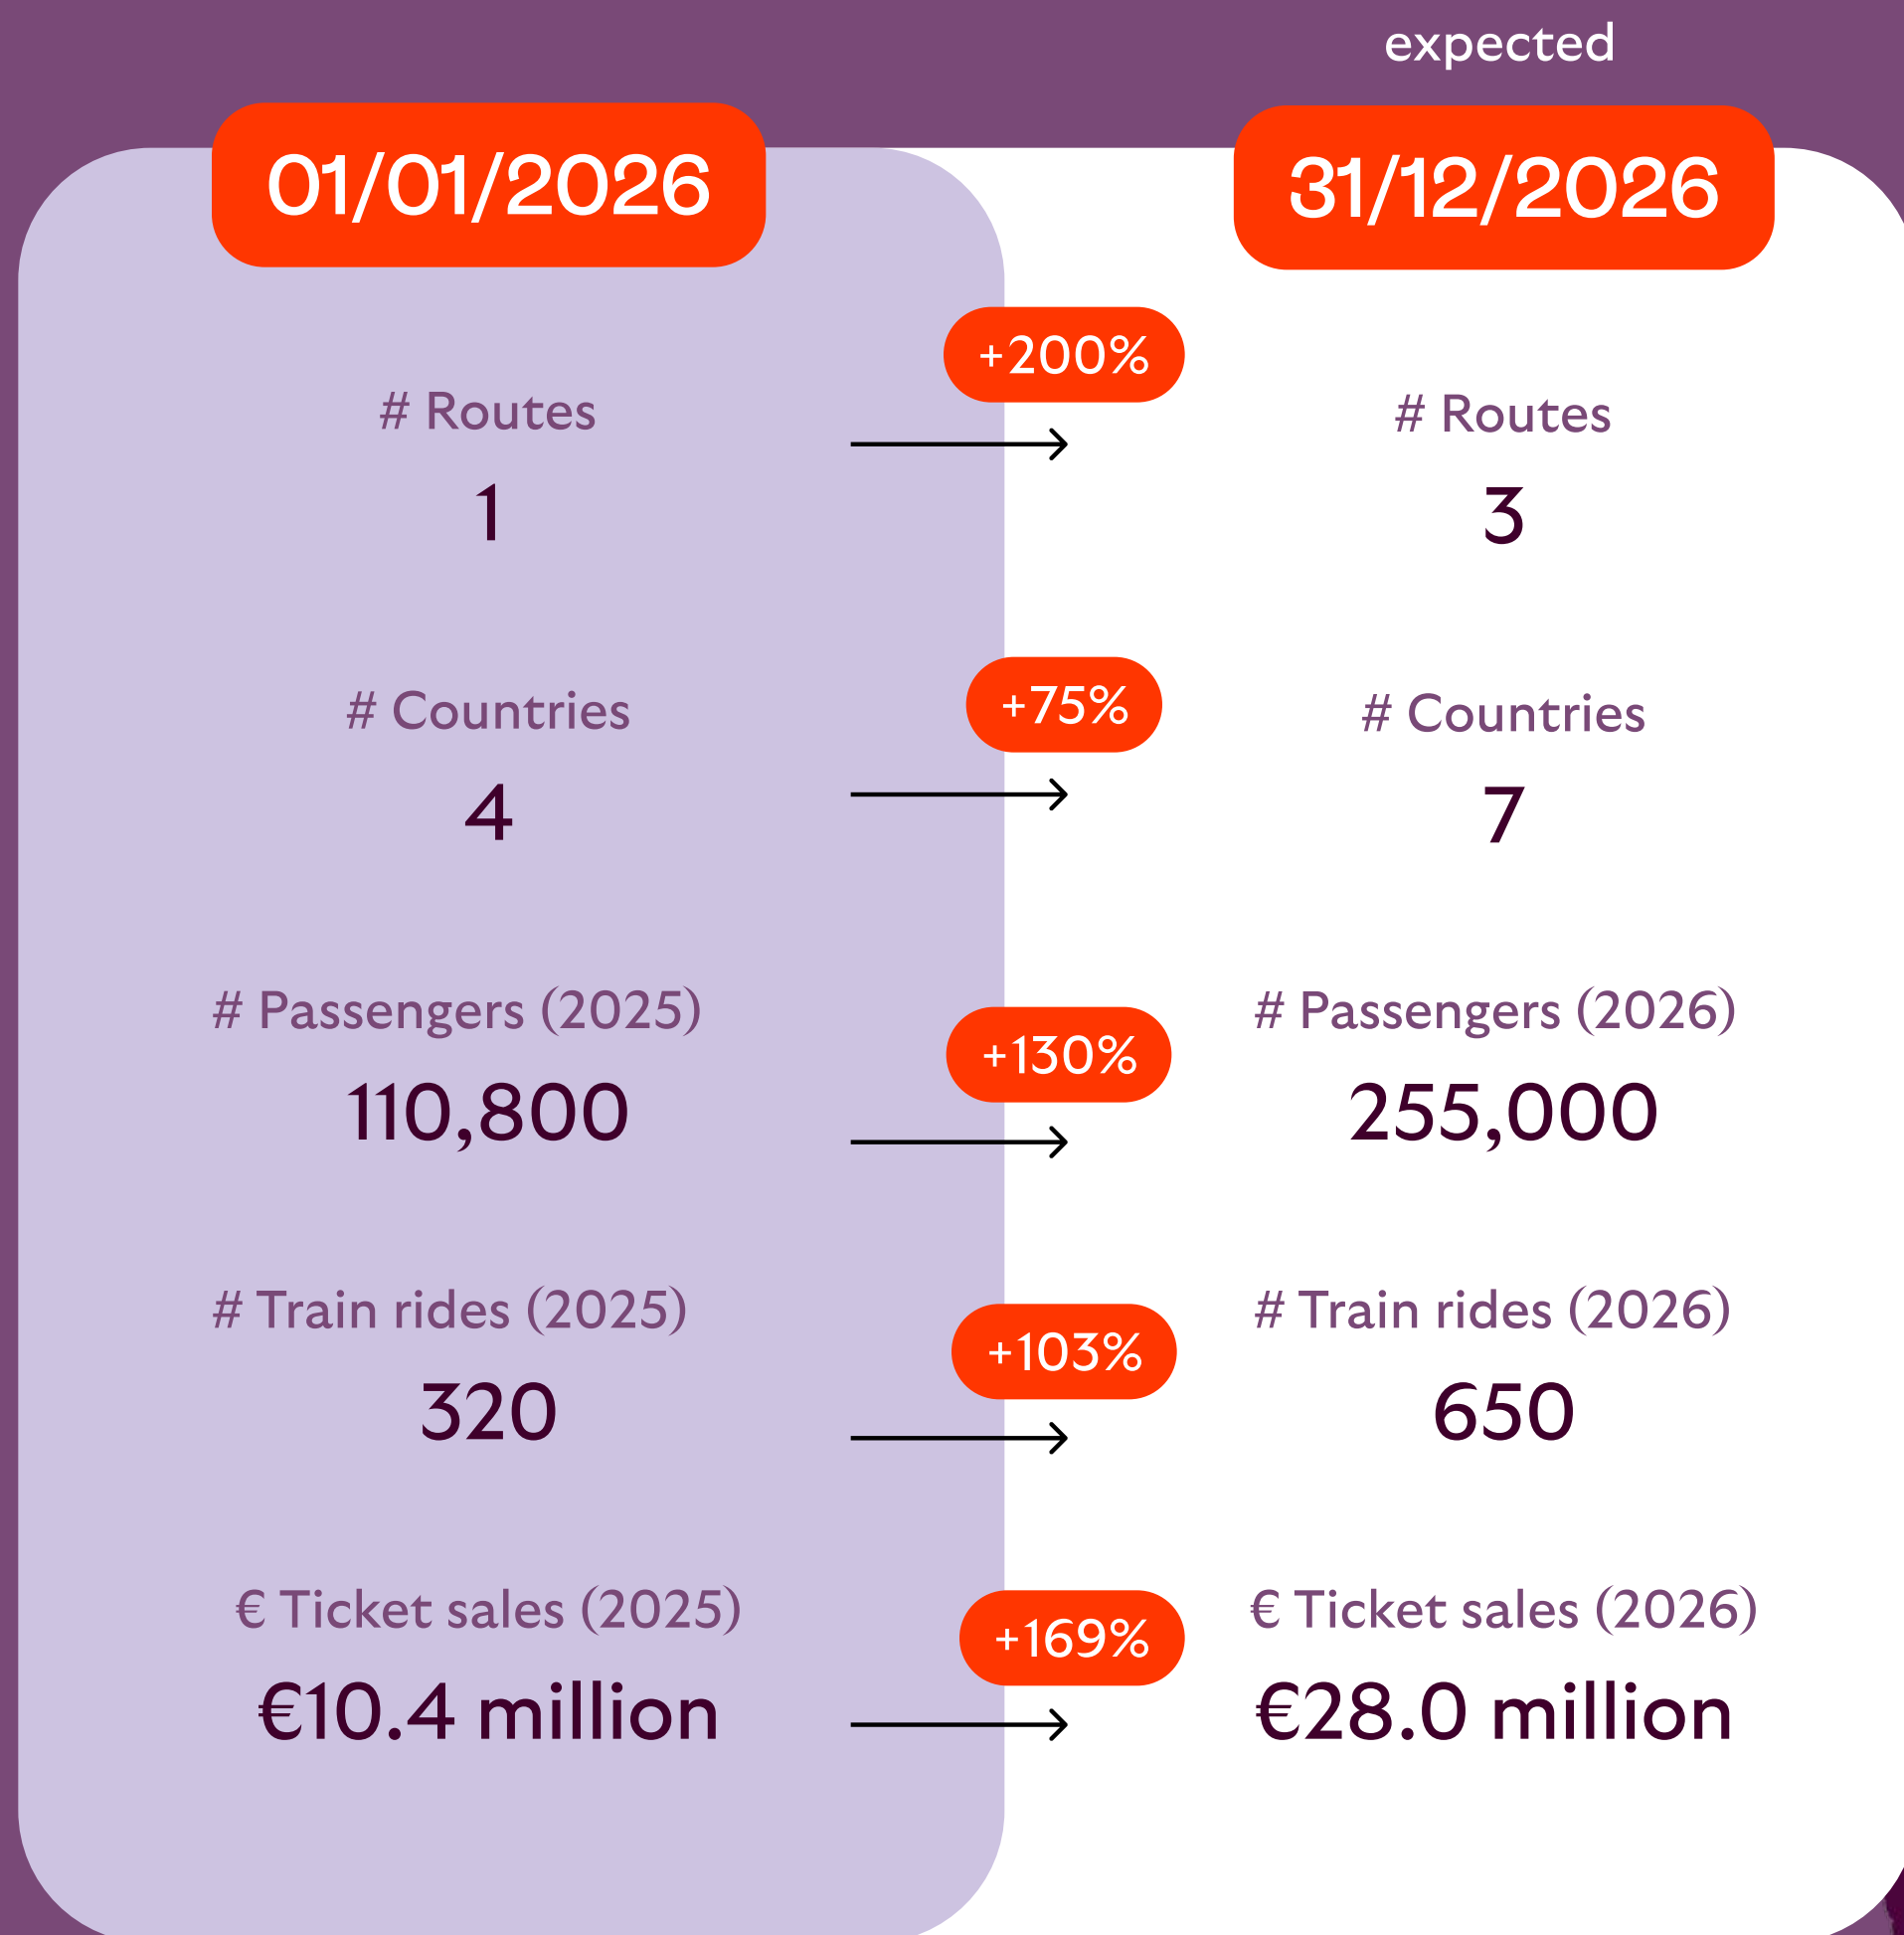 expected
01/01/2026
31/12/2026
+200%
# Routes
# Routes
1
3
+75%
# Countries
# Countries
4
7
# Passengers (2025)
# Passengers (2026)
+130%
110,800
255,000
# Train rides (2025)
# Train rides (2026)
+103%
320
650
€ Ticket sales (2025)
€ Ticket sales (2026)
+169%
€10.4 million
€28.0 million